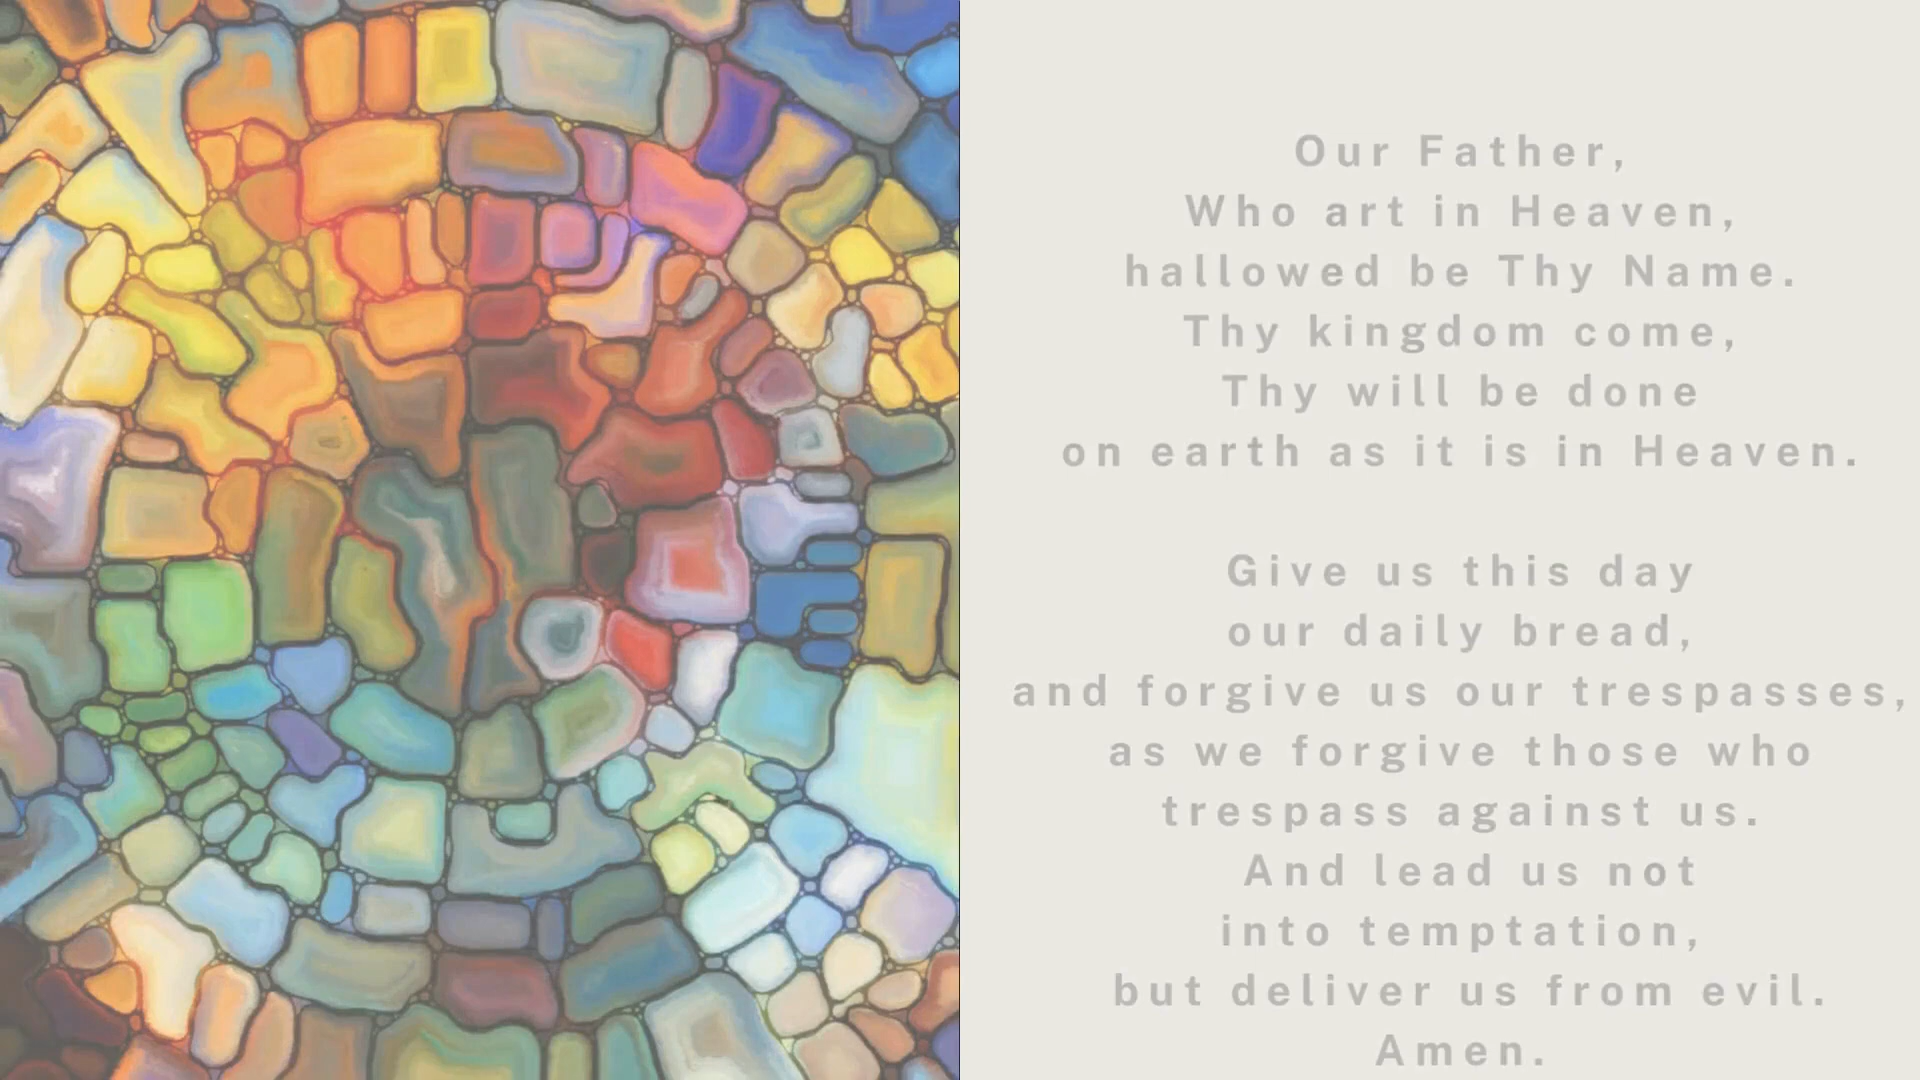 Our Father,
Who art in Heaven,
hallowed be Thy Name.
Thy kingdom come,
Thy will be done
on earth as it is in Heaven.
Give us this day
our daily bread,
and forgive us our trespasses,
as we forgive those who
trespass against us.
And lead us not
into temptation,
but deliver us from evil.
Amen.